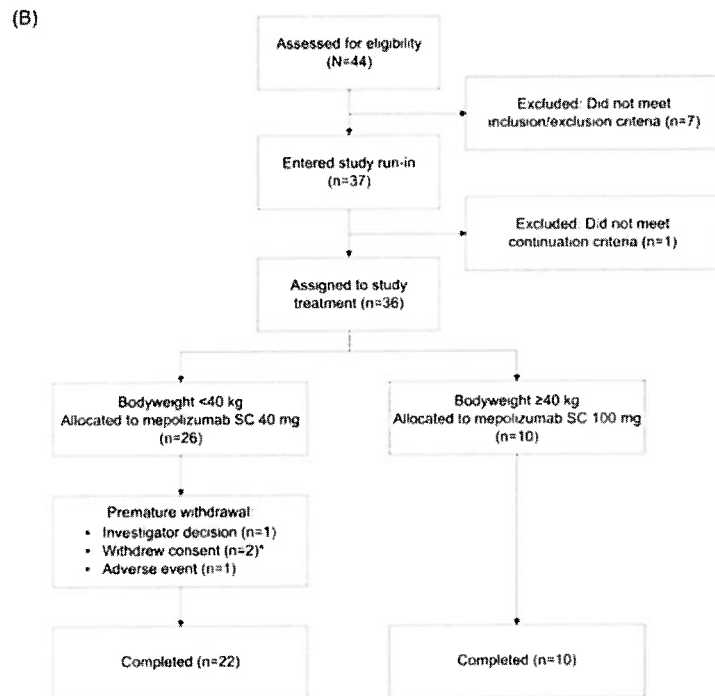 (B)
Assessed for eligibility
(N=44)
Excluded: Did not meet
inclusion/exclusion criteria (n=7)
Entered study run-in
(n=37)
Excluded: Did not meet
continuation criteria (n=1)
Assigned to study
treatment (n=36)
Bodyweight <40 kg
Allocated to mepolizumab SC 40 mg
(n=26)
Bodyweight ≥40 kg
Allocated to mepolizumab SC 100 mg
(n=10)
Premature withdrawal:
• Investigator decision (n=1)
• Withdrew consent (n=2)*
• Adverse event (n=1)
Completed (n=22)
Completed (n=10)